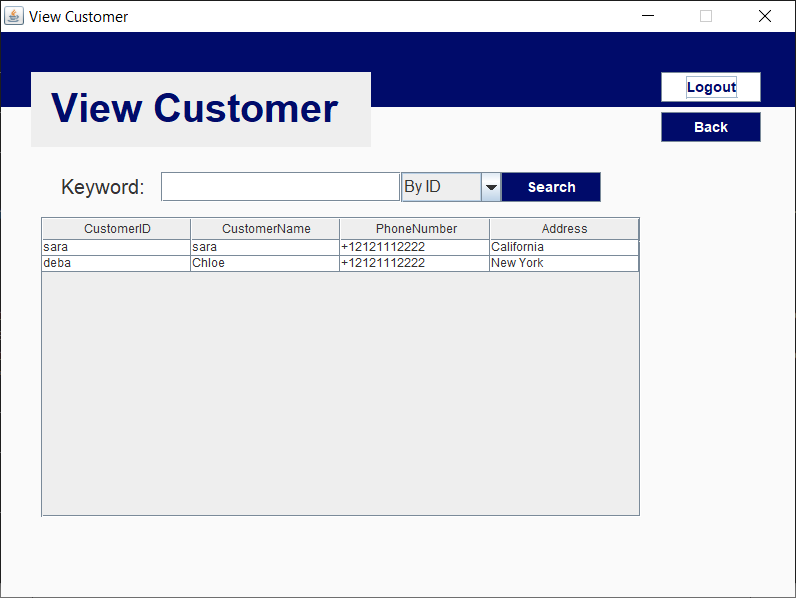 View Customer
View Customer
Logout
Back
Keyword: By ID Search
CustomerID CustomerName PhoneNumber Address
sara sara +12121112222 California
deba Chloe +12121112222 New York